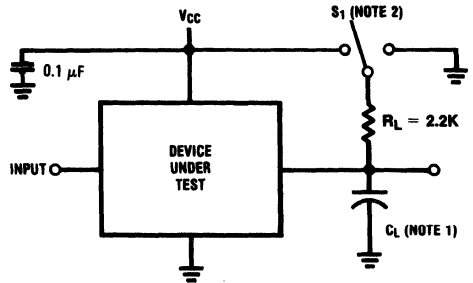 VCC
S1 (NOTE 2)
0.1 µF
RL = 2.2K
INPUT
DEVICE
UNDER
TEST
CL (NOTE 1)